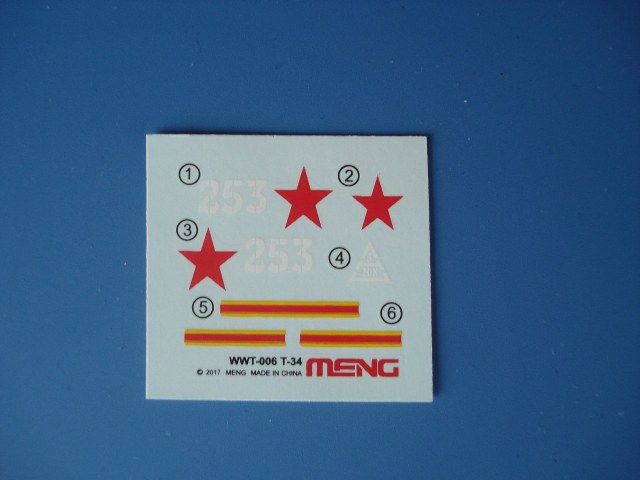 ① 253 ②
③ 253 ④
⑤ ⑥
WWT-006 T-34
© 2017 MENG MADE IN CHINA MENG